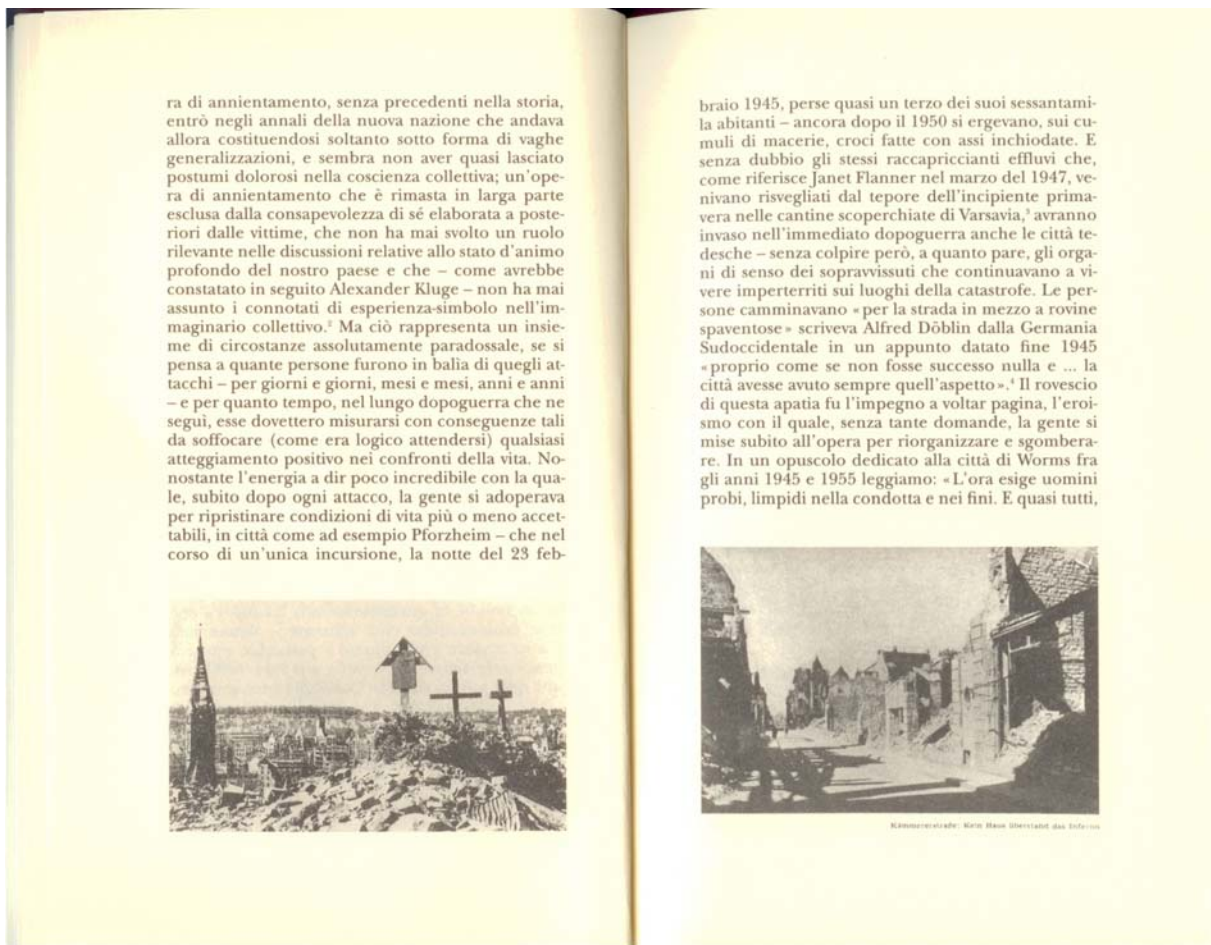 ra di annientamento, senza precedenti nella storia,
entrò negli annali della nuova nazione che andava
allora costituendosi soltanto sotto forma di vaghe
generalizzazioni, e sembra non aver quasi lasciato
postumi dolorosi nella coscienza collettiva; un'ope-
ra di annientamento che è rimasta in larga parte
esclusa dalla consapevolezza di sé elaborata a poste-
riori dalle vittime, che non ha mai svolto un ruolo
rilevante nelle discussioni relative allo stato d'animo
profondo del nostro paese e che – come avrebbe
constatato in seguito Alexander Kluge – non ha mai
assunto i connotati di esperienza-simbolo nell'im-
maginario collettivo.² Ma ciò rappresenta un insie-
me di circostanze assolutamente paradossale, se si
pensa a quante persone furono in balìa di quegli at-
tacchi – per giorni e giorni, mesi e mesi, anni e anni
– e per quanto tempo, nel lungo dopoguerra che ne
seguì, esse dovettero misurarsi con conseguenze tali
da soffocare (come era logico attendersi) qualsiasi
atteggiamento positivo nei confronti della vita. No-
nostante l'energia a dir poco incredibile con la qua-
le, subito dopo ogni attacco, la gente si adoperava
per ripristinare condizioni di vita più o meno accet-
tabili, in città come ad esempio Pforzheim – che nel
corso di un'unica incursione, la notte del 23 feb-
braio 1945, perse quasi un terzo dei suoi sessantami-
la abitanti – ancora dopo il 1950 si ergevano, sui cu-
muli di macerie, croci fatte con assi inchiodate. E
senza dubbio gli stessi raccapriccianti effluvi che,
come riferisce Janet Flanner nel marzo del 1947, ve-
nivano risvegliati dal tepore dell'incipiente prima-
vera nelle cantine scoperchiate di Varsavia,³ avranno
invaso nell'immediato dopoguerra anche le città te-
desche – senza colpire però, a quanto pare, gli orga-
ni di senso dei sopravvissuti che continuavano a vi-
vere imperterriti sui luoghi della catastrofe. Le per-
sone camminavano «per la strada in mezzo a rovine
spaventose» scriveva Alfred Döblin dalla Germania
Sudoccidentale in un appunto datato fine 1945
«proprio come se non fosse successo nulla e ... la
città avesse avuto sempre quell'aspetto».⁴ Il rovescio
di questa apatia fu l'impegno a voltar pagina, l'eroi-
smo con il quale, senza tante domande, la gente si
mise subito all'opera per riorganizzare e sgombera-
re. In un opuscolo dedicato alla città di Worms fra
gli anni 1945 e 1955 leggiamo: «L'ora esige uomini
probi, limpidi nella condotta e nei fini. E quasi tutti,
Kämmererstraße: Kein Haus überstand das Inferno